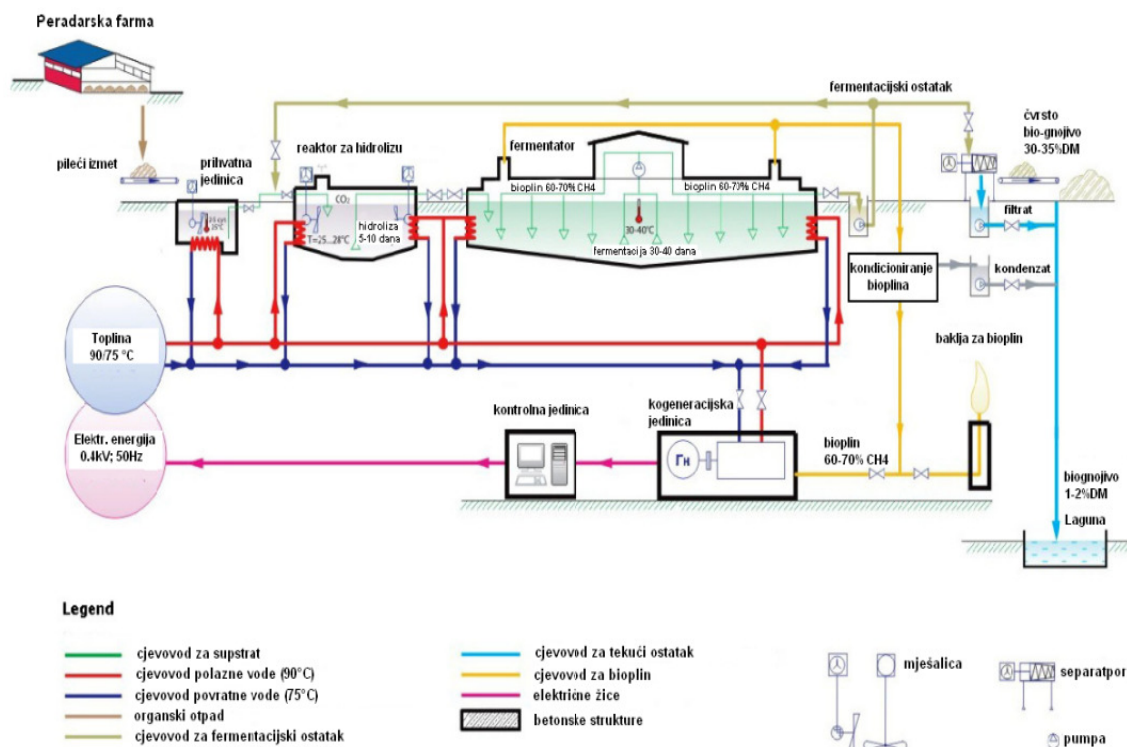 Peradarska farma
fermentacijski ostatak
čvrsto
bio-gnojivo
30-35%DM
pileći izmet
prihvatna
jedinica
reaktor za hidrolizu
fermentator
bioplin 60-70% CH4
bioplin 60-70% CH4
CO₂
hidroliza
5-10 dana
T=25...28°C
30-40°C
fermentacija 30-40 dana
filtrat
kondicioniranje
bioplina
kondenzat
Toplina
90/75 °C
baklja za bioplin
kontrolna jedinica
kogeneracijska
jedinica
Elektr. energija
0.4kV; 50Hz
Гн
bioplin
60-70% CH4
biognojivo
1-2%DM
Laguna
Legend
cjevovod za supstrat
cjevovod polazne vode (90°C)
cjevovod povratne vode (75°C)
organski otpad
cjevovod za fermentacijski ostatak
cjevovod za tekući ostatak
cjevovod za bioplin
električne žice
betonske strukture
mješalica
separatpor
pumpa